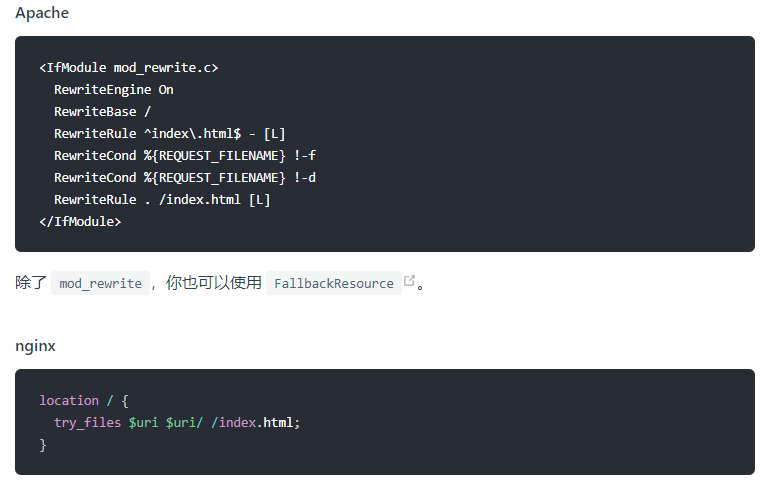 Apache
<IfModule mod_rewrite.c>
  RewriteEngine On
  RewriteBase /
  RewriteRule ^index\.html$ - [L]
  RewriteCond %{REQUEST_FILENAME} !-f
  RewriteCond %{REQUEST_FILENAME} !-d
  RewriteRule . /index.html [L]
</IfModule>
除了 mod_rewrite，你也可以使用 FallbackResource。
nginx
location / {
  try_files $uri $uri/ /index.html;
}